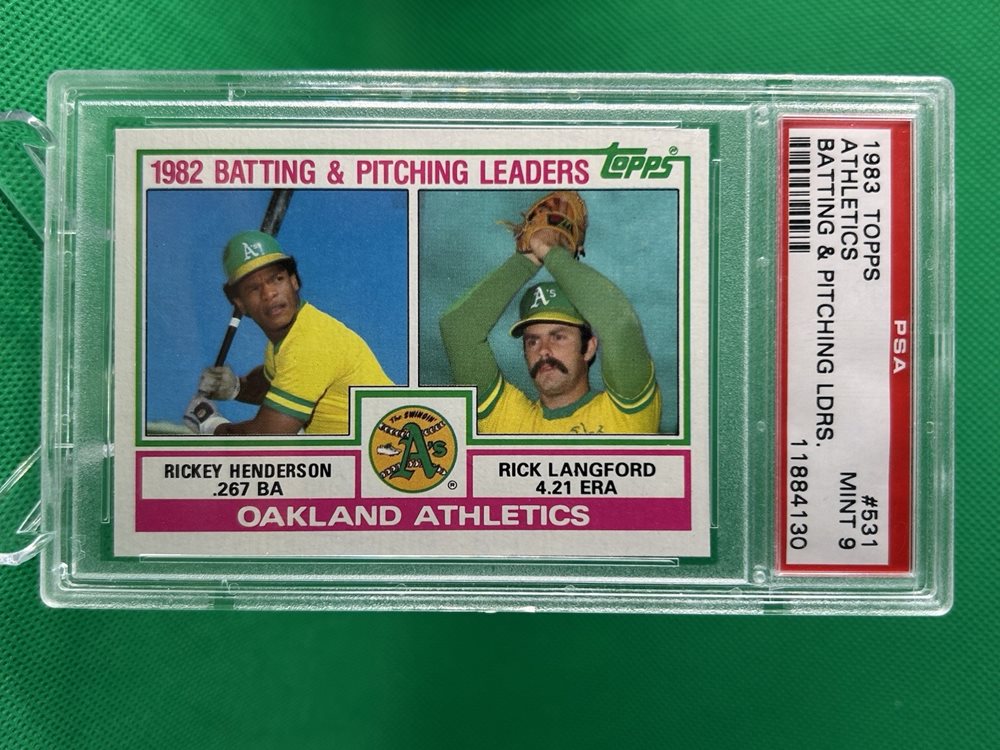 1982 BATTING & PITCHING LEADERS
TOPPS®
A's
A's
The SWINGIN'
A's
®
RICKEY HENDERSON
.267 BA
RICK LANGFORD
4.21 ERA
OAKLAND ATHLETICS
PSA
1983 TOPPS #531
ATHLETICS MINT 9
BATTING & PITCHING LDRS. 11884130